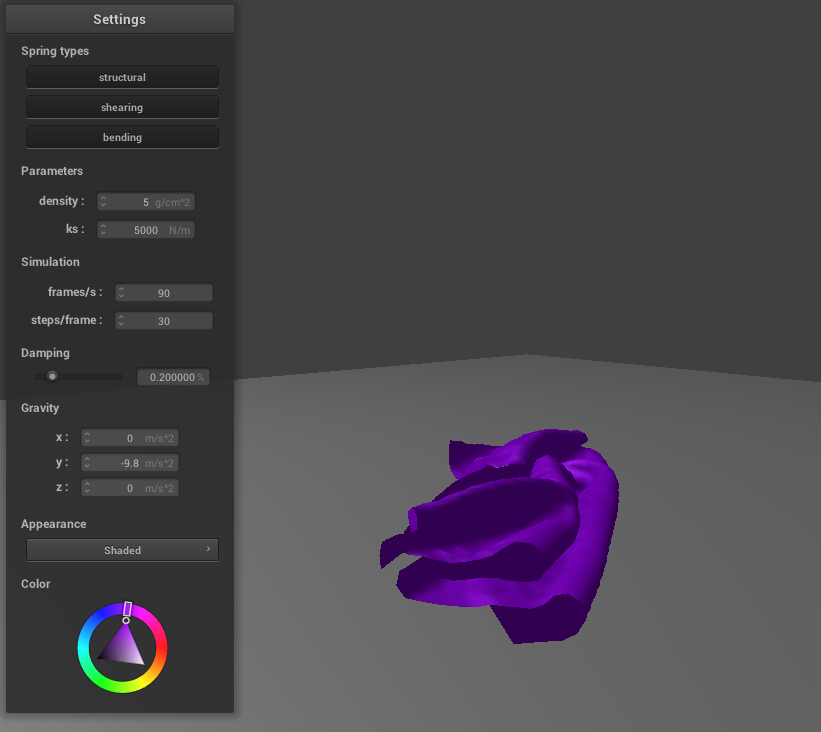 Settings
Spring types
structural
shearing
bending
Parameters
density : 5 g/cm^2
ks : 5000 N/m
Simulation
frames/s : 90
steps/frame : 30
Damping
0.200000 %
Gravity
x : 0 m/s^2
y : -9.8 m/s^2
z : 0 m/s^2
Appearance
Shaded
Color